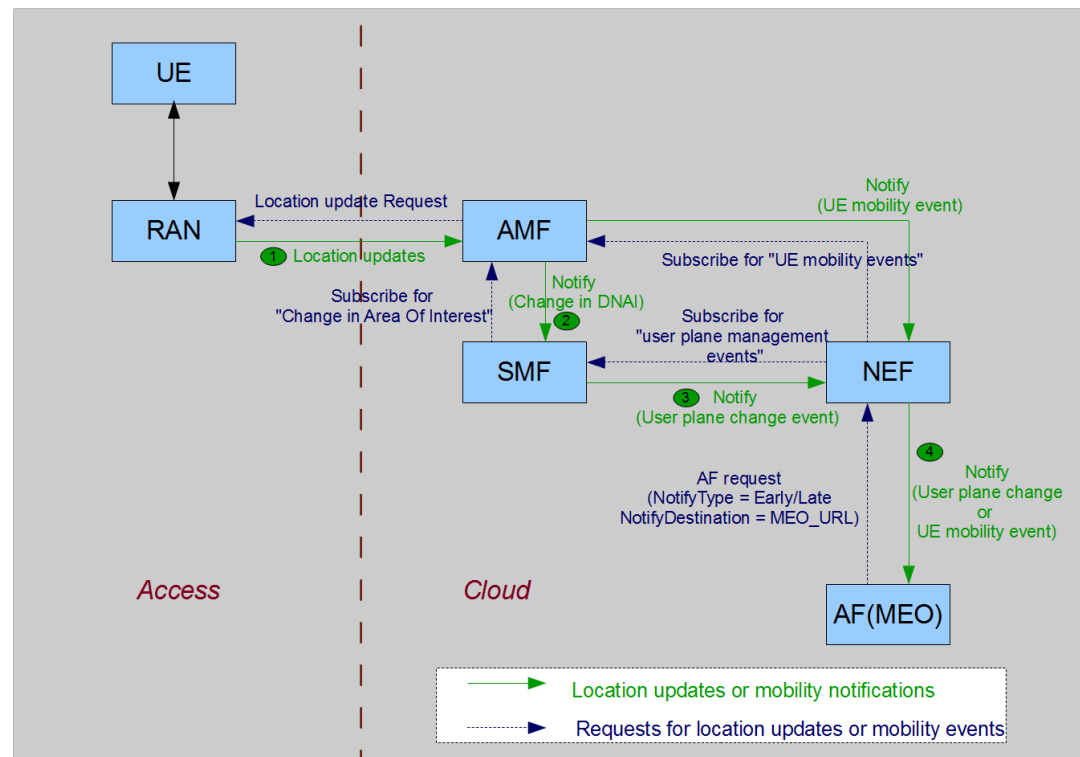 UE
RAN
Location update Request
1
Location updates
AMF
Notify
(UE mobility event)
Subscribe for "UE mobility events"
Subscribe for
"Change in Area Of Interest"
Notify
(Change in DNAI)
2
Subscribe for
"user plane management
events"
SMF
NEF
3
Notify
(User plane change event)
AF request
(NotifyType = Early/Late
NotifyDestination = MEO_URL)
4
Notify
(User plane change
or
UE mobility event)
Access
Cloud
AF(MEO)
Location updates or mobility notifications
Requests for location updates or mobility events